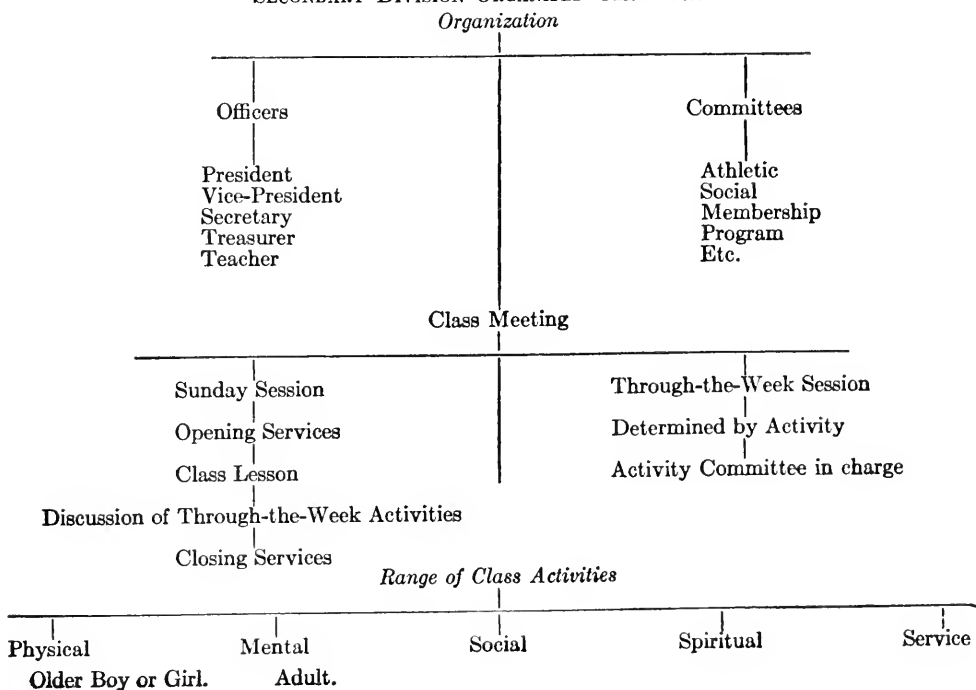 Organization
Officers
President
Vice-President
Secretary
Treasurer
Teacher
Committees
Athletic
Social
Membership
Program
Etc.
Class Meeting
Sunday Session
Opening Services
Class Lesson
Discussion of Through-the-Week Activities
Closing Services
Through-the-Week Session
Determined by Activity
Activity Committee in charge
Range of Class Activities
Physical Mental Social Spiritual Service
Older Boy or Girl. Adult.